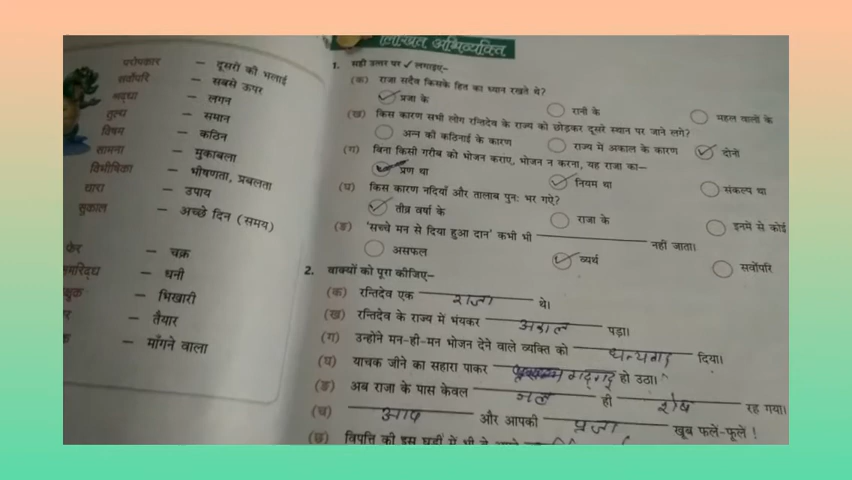 परोपकार – दूसरों की भलाई
सर्वोपरि – सबसे ऊपर
– लगन
तुल्य – समान
विषम – कठिन
सामना – मुकाबला
विभीषिका – भीषणता, प्रबलता
चारा – उपाय
सुकाल – अच्छे दिन (समय)
फेर – चक्र
– धनी
– भिखारी
– तैयार
– माँगने वाला
लिखित अभिव्यक्ति
1. सही उत्तर पर ✓ लगाइए–
(क) राजा सदैव किसके हित का ध्यान रखते थे?
प्रजा के
रानी के
महल वालों के
(ख) किस कारण सभी लोग रन्तिदेव के राज्य को छोड़कर दूसरे स्थान पर जाने लगे?
अन्न की कठिनाई के कारण
राज्य में अकाल के कारण
दोनों
(ग) बिना किसी गरीब को भोजन कराए, भोजन न करना, यह राजा का–
प्रण था
नियम था
संकल्प था
(घ) किस कारण नदियाँ और तालाब पुनः भर गऐ?
तीव्र वर्षा के
राजा के
इनमें से कोई
(ङ) 'सच्चे मन से दिया हुआ दान' कभी भी ________ नहीं जाता।
असफल
व्यर्थ
सर्वोपरि
2. वाक्यों को पूरा कीजिए–
(क) रन्तिदेव एक राजा थे।
(ख) रन्तिदेव के राज्य में भंयकर अकाल पड़ा।
(ग) उन्होंने मन-ही-मन भोजन देने वाले व्यक्ति को धन्यवाद दिया।
(घ) याचक जीने का सहारा पाकर गद्गद् हो उठा।
(ङ) अब राजा के पास केवल जल ही शेष रह गया।
(च) आप और आपकी प्रजा खूब फलें-फूलें!
(छ) विपत्ति की इस घड़ी में भी